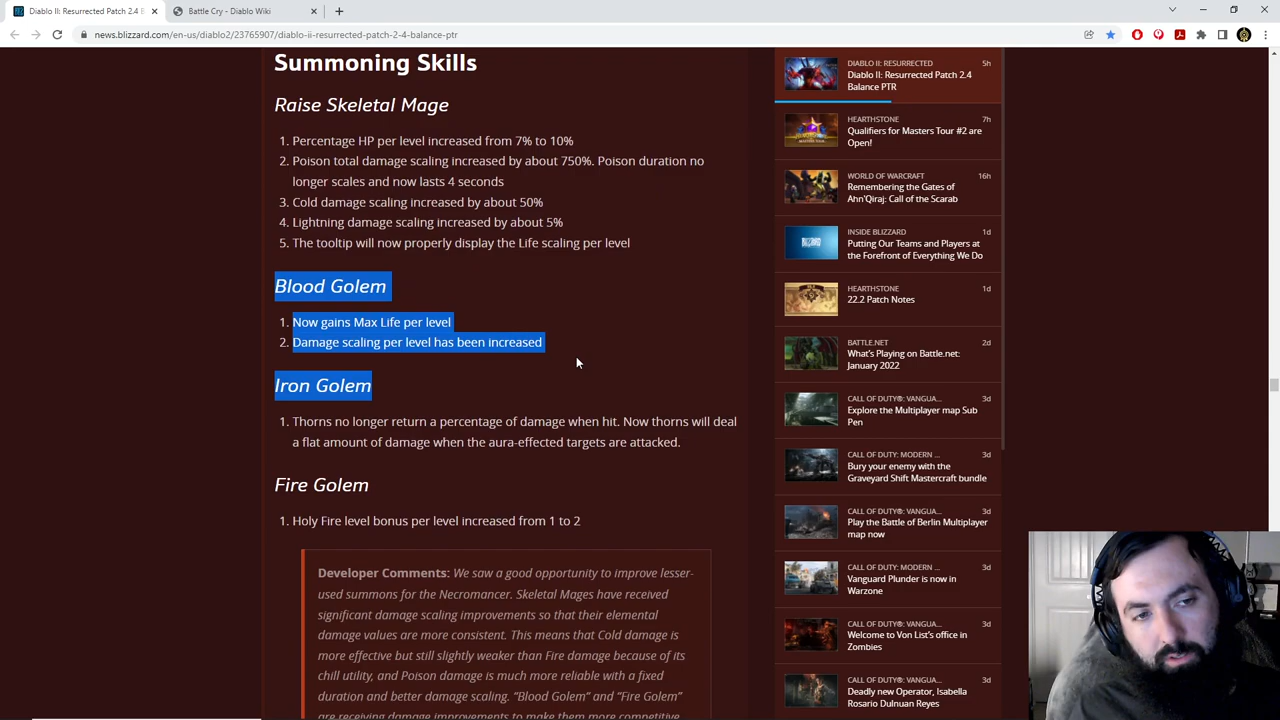 Diablo II: Resurrected Patch 2.4 B
Battle Cry - Diablo Wiki
news.blizzard.com/en-us/diablo2/23765907/diablo-ii-resurrected-patch-2-4-balance-ptr
Summoning Skills
Raise Skeletal Mage
1. Percentage HP per level increased from 7% to 10%
2. Poison total damage scaling increased by about 750%. Poison duration no
longer scales and now lasts 4 seconds
3. Cold damage scaling increased by about 50%
4. Lightning damage scaling increased by about 5%
5. The tooltip will now properly display the Life scaling per level
Blood Golem
1. Now gains Max Life per level
2. Damage scaling per level has been increased
Iron Golem
1. Thorns no longer return a percentage of damage when hit. Now thorns will deal
a flat amount of damage when the aura-effected targets are attacked.
Fire Golem
1. Holy Fire level bonus per level increased from 1 to 2
Developer Comments: We saw a good opportunity to improve lesser-
used summons for the Necromancer. Skeletal Mages have received
significant damage scaling improvements so that their elemental
damage values are more consistent. This means that Cold damage is
more effective but still slightly weaker than Fire damage because of its
chill utility, and Poison damage is much more reliable with a fixed
duration and better damage scaling. "Blood Golem" and "Fire Golem"
are receiving damage improvements to make them more competitive
DIABLO II: RESURRECTED 5h
Diablo II: Resurrected Patch 2.4
Balance PTR
HEARTHSTONE 7h
Qualifiers for Masters Tour #2 are
Open!
WORLD OF WARCRAFT 16h
Remembering the Gates of
Ahn'Qiraj: Call of the Scarab
INSIDE BLIZZARD 1d
Putting Our Teams and Players at
the Forefront of Everything We Do
HEARTHSTONE 1d
22.2 Patch Notes
BATTLE.NET 2d
What's Playing on Battle.net:
January 2022
CALL OF DUTY®: VANGUA... 3d
Explore the Multiplayer map Sub
Pen
CALL OF DUTY: MODERN ... 3d
Bury your enemy with the
Graveyard Shift Mastercraft bundle
CALL OF DUTY®: VANGUA... 3d
Play the Battle of Berlin Multiplayer
map now
CALL OF DUTY: MODERN ... 3d
Vanguard Plunder is now in
Warzone
CALL OF DUTY®: VANGUA... 3d
Welcome to Von List's office in
Zombies
CALL OF DUTY®: VANGUA... 3d
Deadly new Operator, Isabella
Rosario Dulnuan Reyes